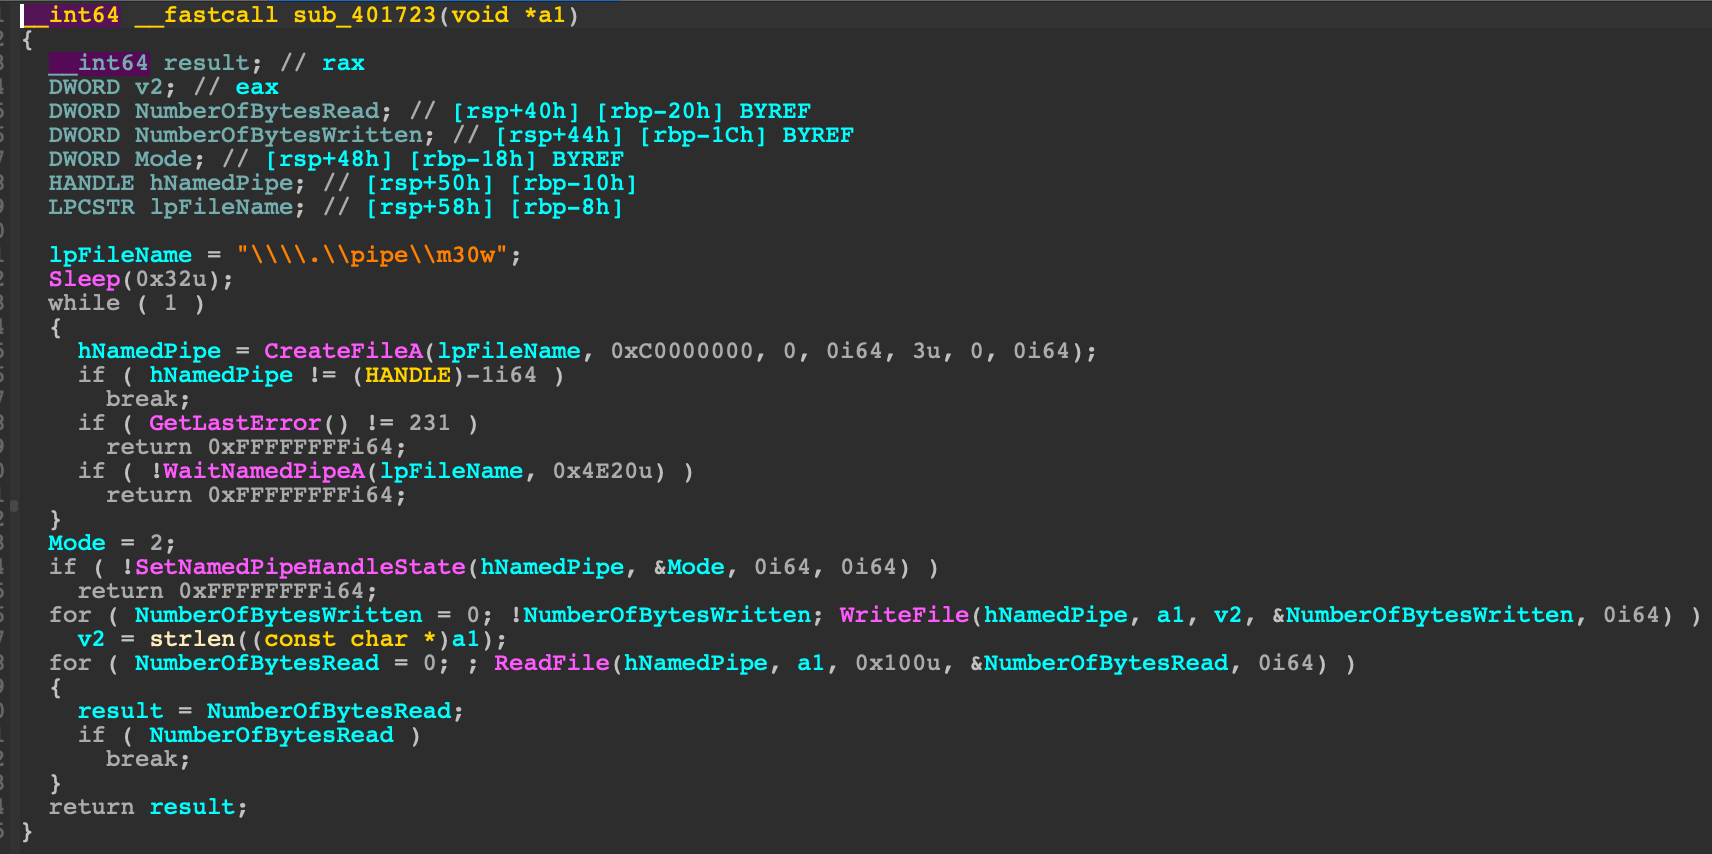 __int64 __fastcall sub_401723(void *a1)
{
  __int64 result; // rax
  DWORD v2; // eax
  DWORD NumberOfBytesRead; // [rsp+40h] [rbp-20h] BYREF
  DWORD NumberOfBytesWritten; // [rsp+44h] [rbp-1Ch] BYREF
  DWORD Mode; // [rsp+48h] [rbp-18h] BYREF
  HANDLE hNamedPipe; // [rsp+50h] [rbp-10h]
  LPCSTR lpFileName; // [rsp+58h] [rbp-8h]

  lpFileName = "\\\\.\\pipe\\m30w";
  Sleep(0x32u);
  while ( 1 )
  {
    hNamedPipe = CreateFileA(lpFileName, 0xC0000000, 0, 0i64, 3u, 0, 0i64);
    if ( hNamedPipe != (HANDLE)-1i64 )
      break;
    if ( GetLastError() != 231 )
      return 0xFFFFFFFFi64;
    if ( !WaitNamedPipeA(lpFileName, 0x4E20u) )
      return 0xFFFFFFFFi64;
  }
  Mode = 2;
  if ( !SetNamedPipeHandleState(hNamedPipe, &Mode, 0i64, 0i64) )
    return 0xFFFFFFFFi64;
  for ( NumberOfBytesWritten = 0; !NumberOfBytesWritten; WriteFile(hNamedPipe, a1, v2, &NumberOfBytesWritten, 0i64) )
    v2 = strlen((const char *)a1);
  for ( NumberOfBytesRead = 0; ; ReadFile(hNamedPipe, a1, 0x100u, &NumberOfBytesRead, 0i64) )
  {
    result = NumberOfBytesRead;
    if ( NumberOfBytesRead )
      break;
  }
  return result;
}